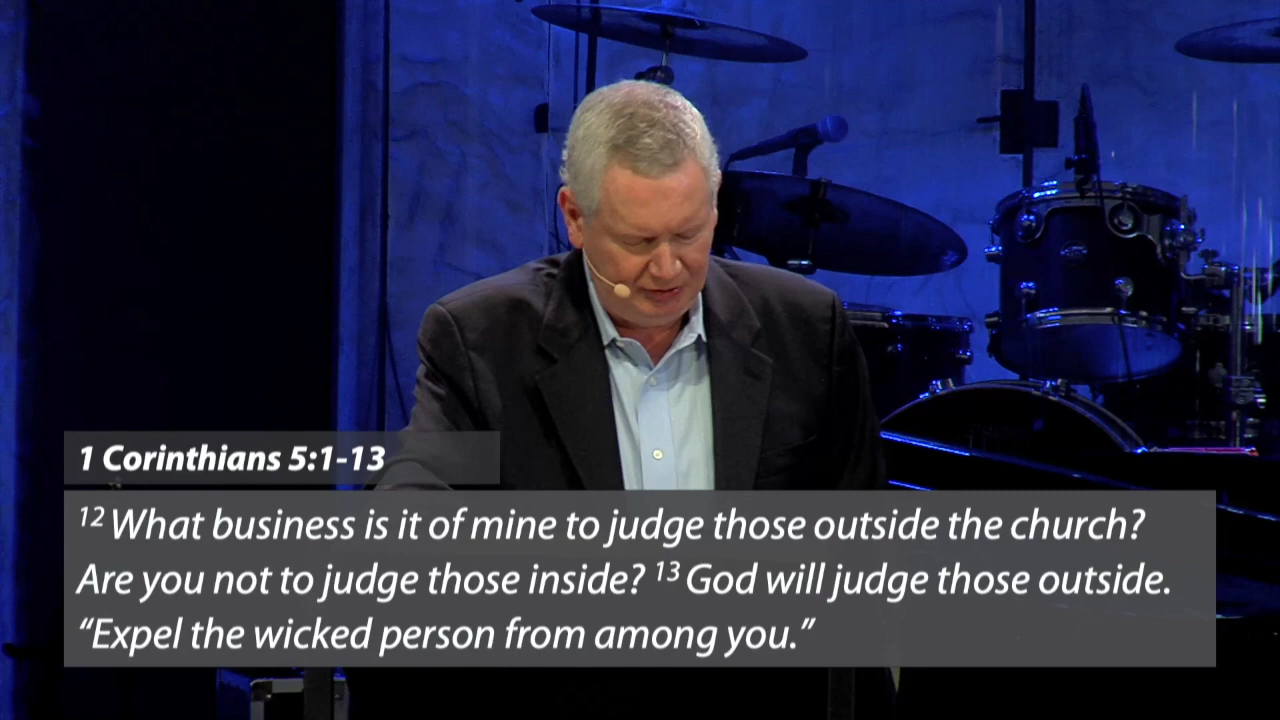 1 Corinthians 5:1-13
12 What business is it of mine to judge those outside the church?
Are you not to judge those inside? 13 God will judge those outside.
“Expel the wicked person from among you.”